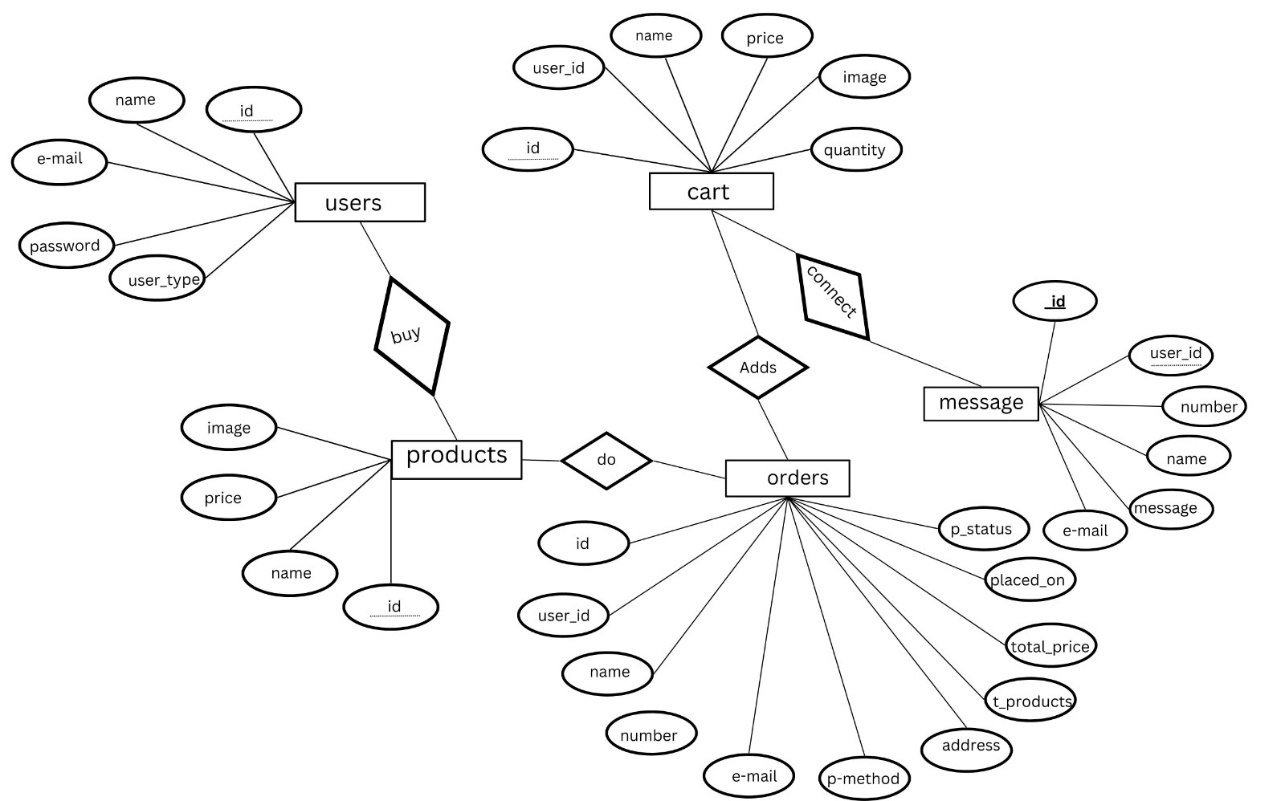 name
id
e-mail
password
user_type
users
user_id
name
price
image
id
quantity
cart
buy
connect
Adds
id
user_id
number
name
message
e-mail
message
image
price
name
id
products
do
orders
id
user_id
name
number
e-mail
p-method
address
t_products
total_price
placed_on
p_status